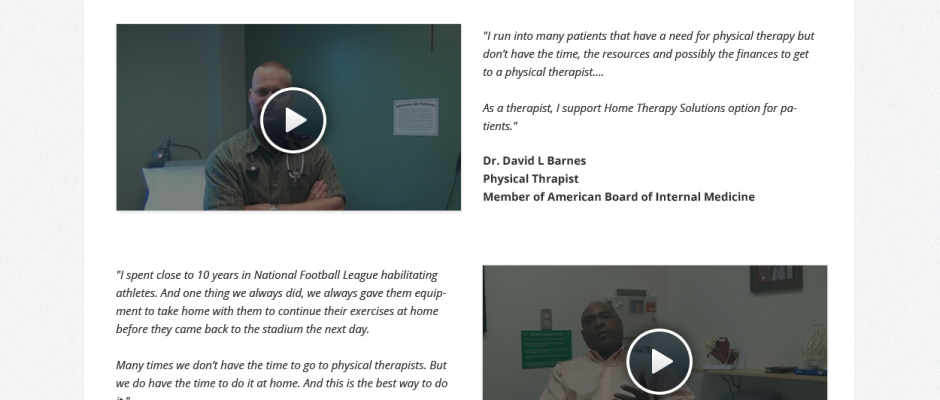 "I run into many patients that have a need for physical therapy but
don't have the time, the resources and possibly the finances to get
to a physical therapist....
As a therapist, I support Home Therapy Solutions option for pa-
tients."
Dr. David L Barnes
Physical Thrapist
Member of American Board of Internal Medicine
"I spent close to 10 years in National Football League habilitating
athletes. And one thing we always did, we always gave them equip-
ment to take home with them to continue their exercises at home
before they came back to the stadium the next day.
Many times we don't have the time to go to physical therapists. But
we do have the time to do it at home. And this is the best way to do
it."